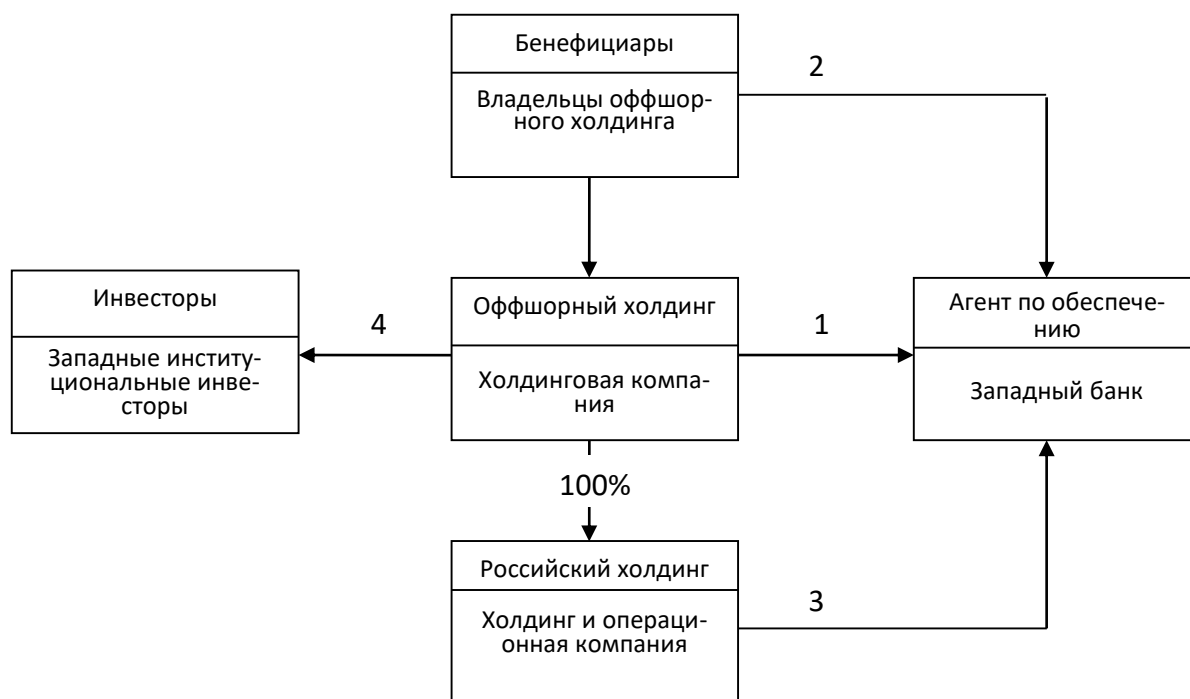 Бенефициары
2
Владельцы оффшор-
ного холдинга
Инвесторы
Западные институ-
циональные инве-
сторы
4
Оффшорный холдинг
Холдинговая компа-
ния
1
Агент по обеспече-
нию
Западный банк
100%
Российский холдинг
Холдинг и операци-
онная компания
3